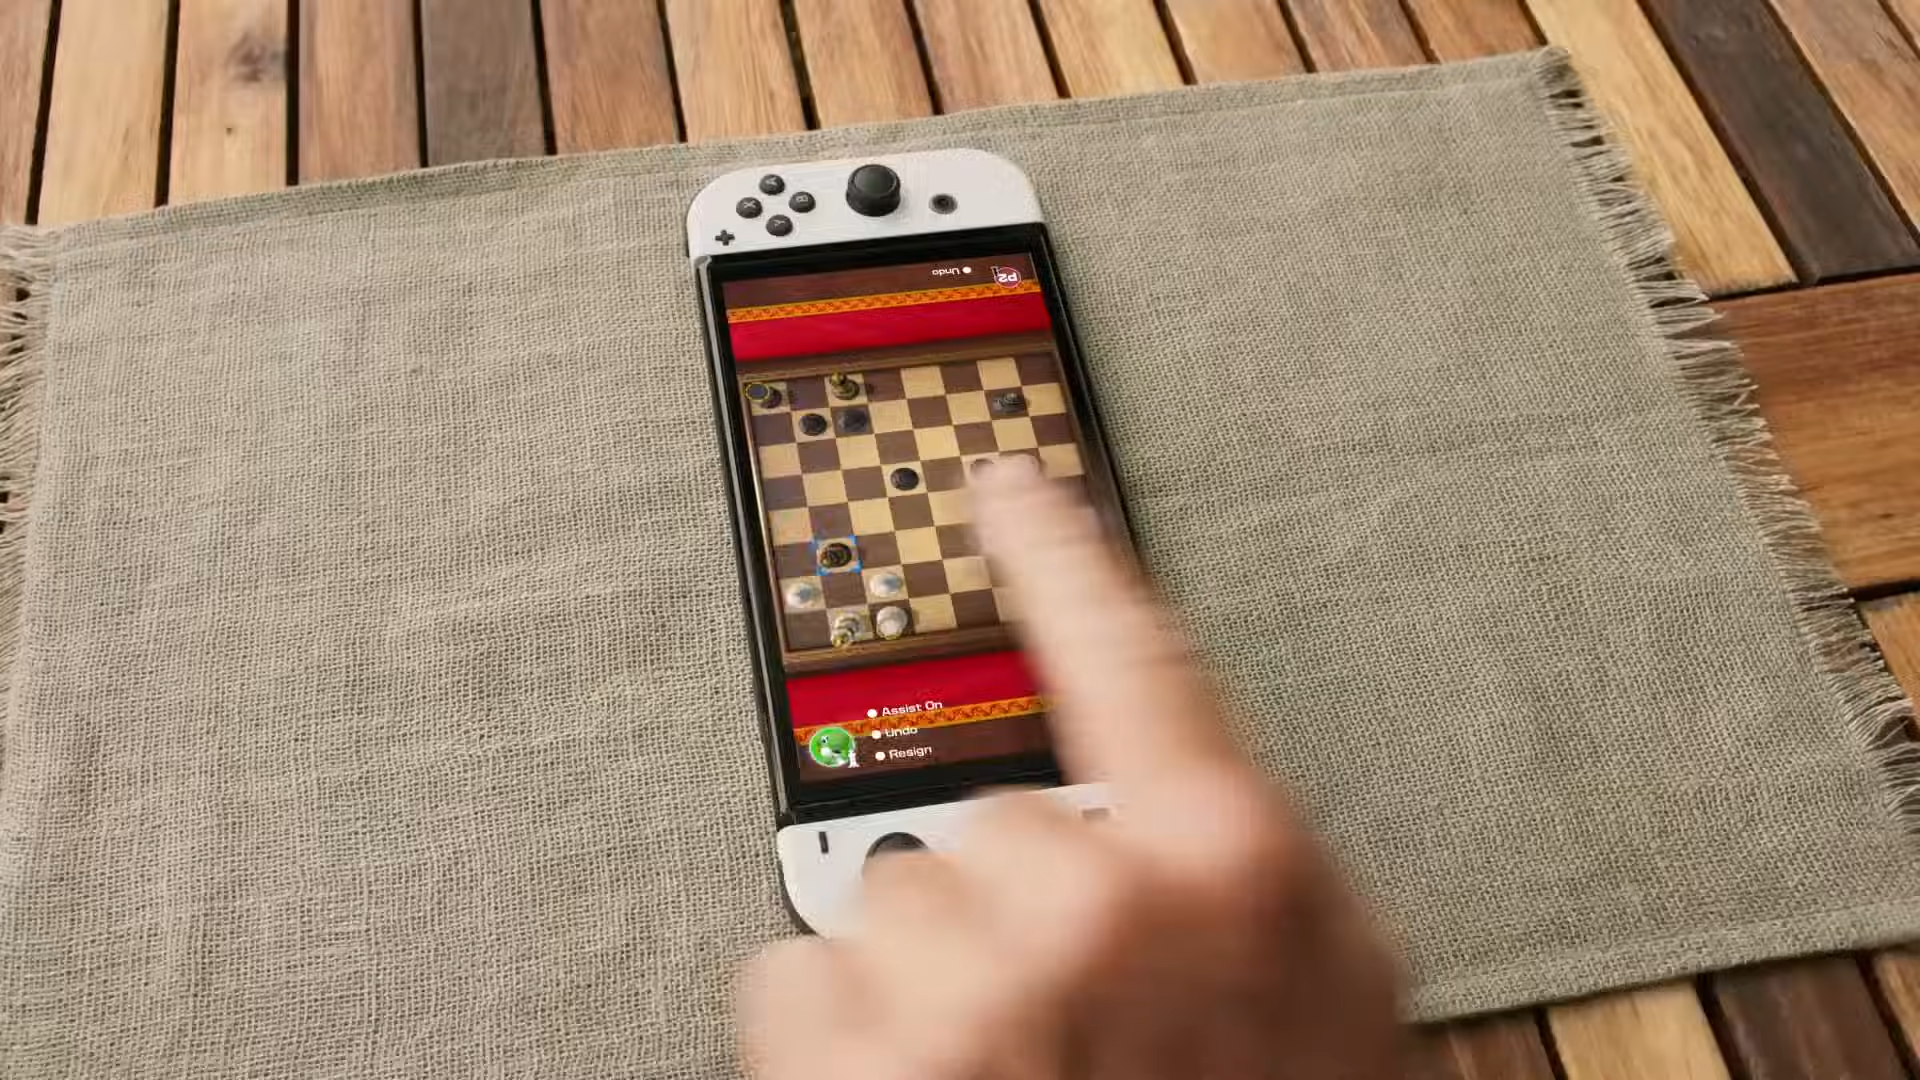 A
X B
Y
P2
Undo
Assist On
Undo
Resign